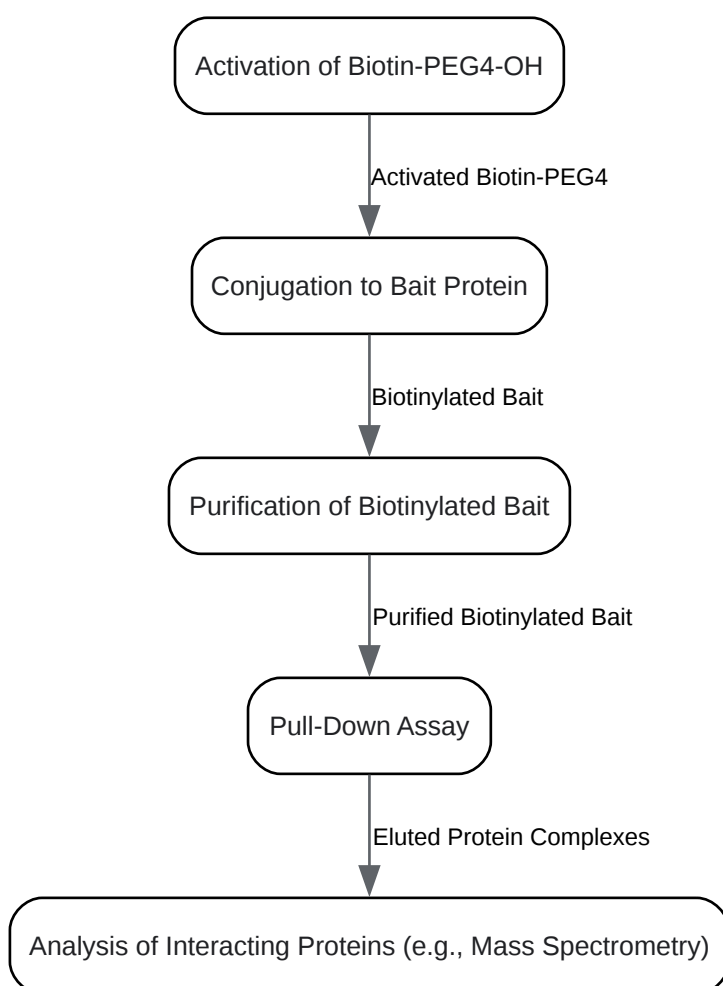 Activation of Biotin-PEG4-OH
Activated Biotin-PEG4
Conjugation to Bait Protein
Biotinylated Bait
Purification of Biotinylated Bait
Purified Biotinylated Bait
Pull-Down Assay
Eluted Protein Complexes
Analysis of Interacting Proteins (e.g., Mass Spectrometry)